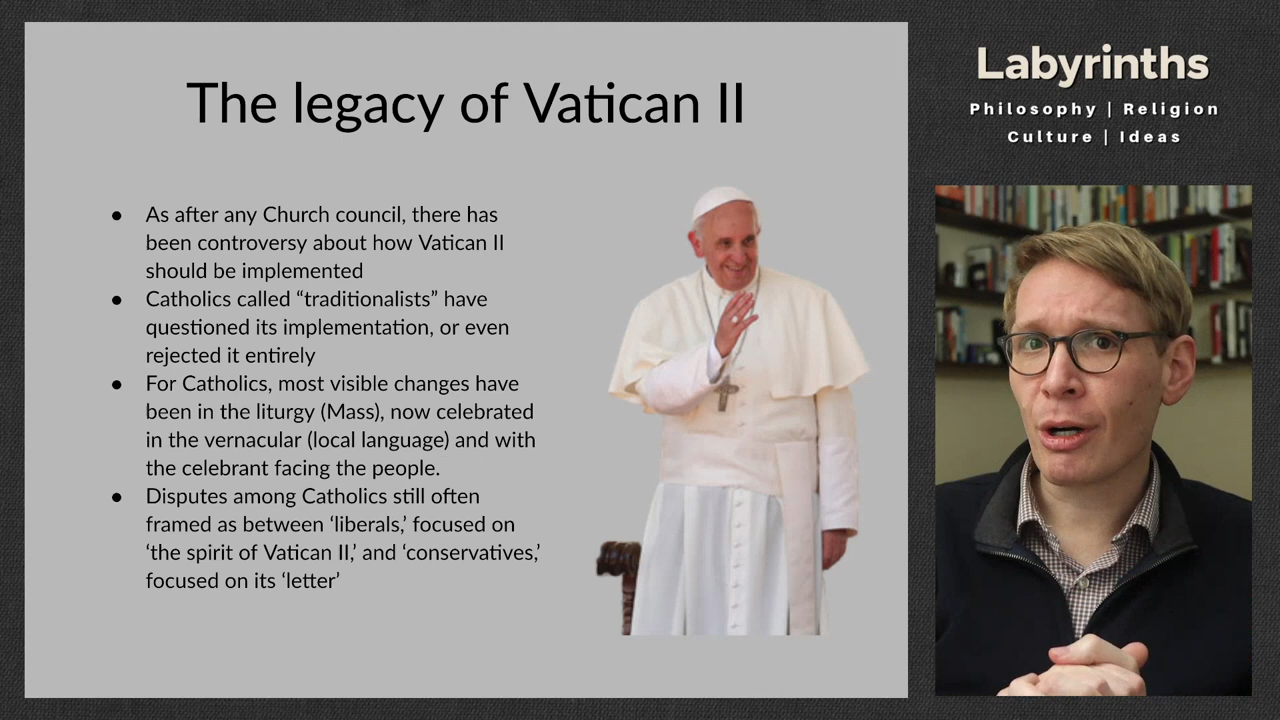 The legacy of Vatican II
● As after any Church council, there has
been controversy about how Vatican II
should be implemented
● Catholics called “traditionalists” have
questioned its implementation, or even
rejected it entirely
● For Catholics, most visible changes have
been in the liturgy (Mass), now celebrated
in the vernacular (local language) and with
the celebrant facing the people.
● Disputes among Catholics still often
framed as between ‘liberals,’ focused on
‘the spirit of Vatican II,’ and ‘conservatives,’
focused on its ‘letter’
Labyrinths
Philosophy | Religion
Culture | Ideas